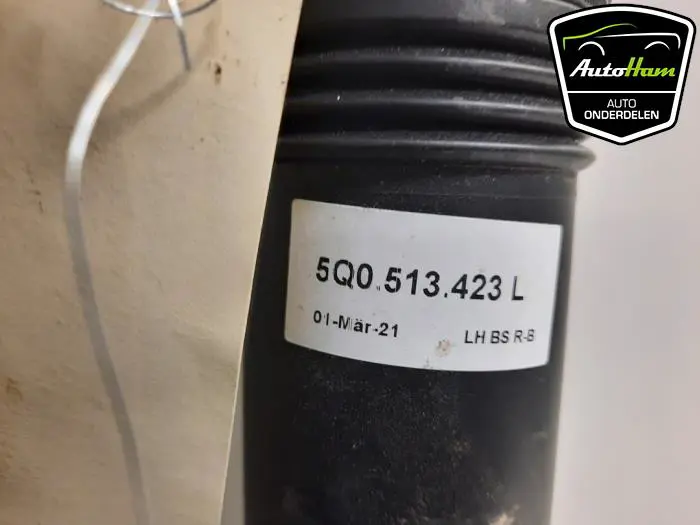 AutoHam
AUTO
ONDERDELEN
5Q0.513.423 L
01-Mär-21
LH BS R-B